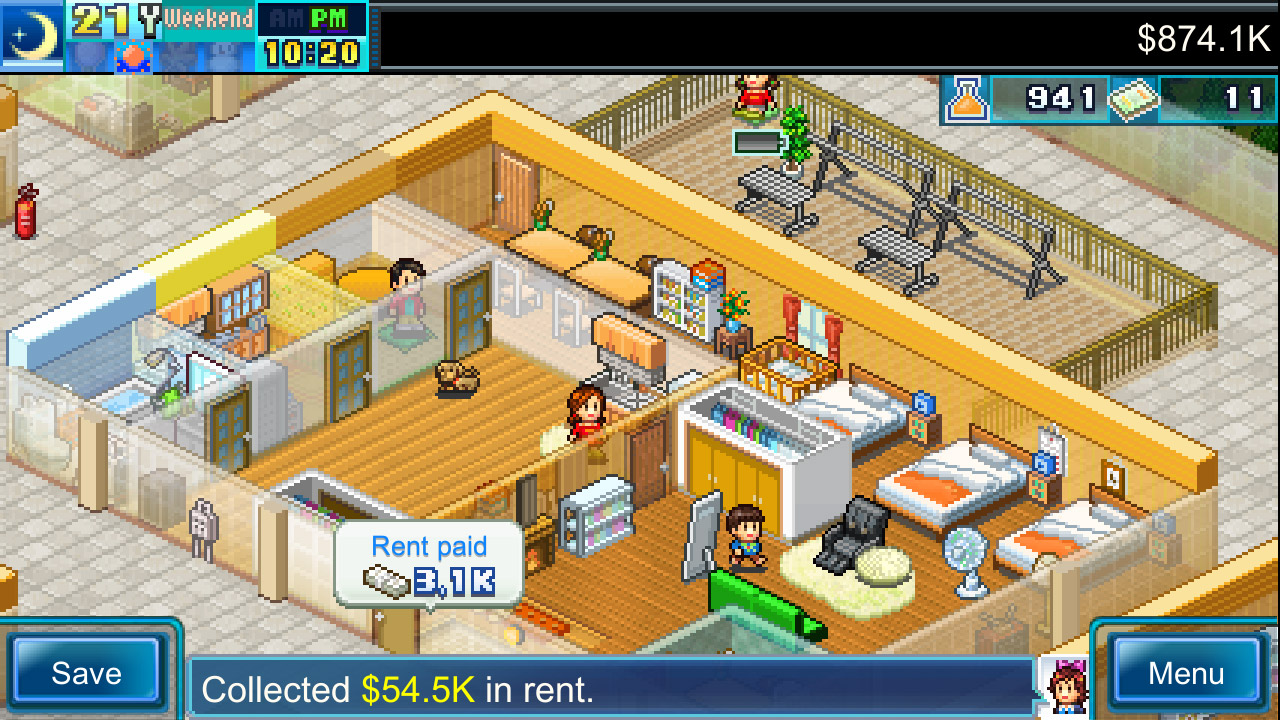 21Y Weekend
AM PM
10:20
$874.1K
941
11
Rent paid
3,1K
Save
Collected $54.5K in rent.
Menu